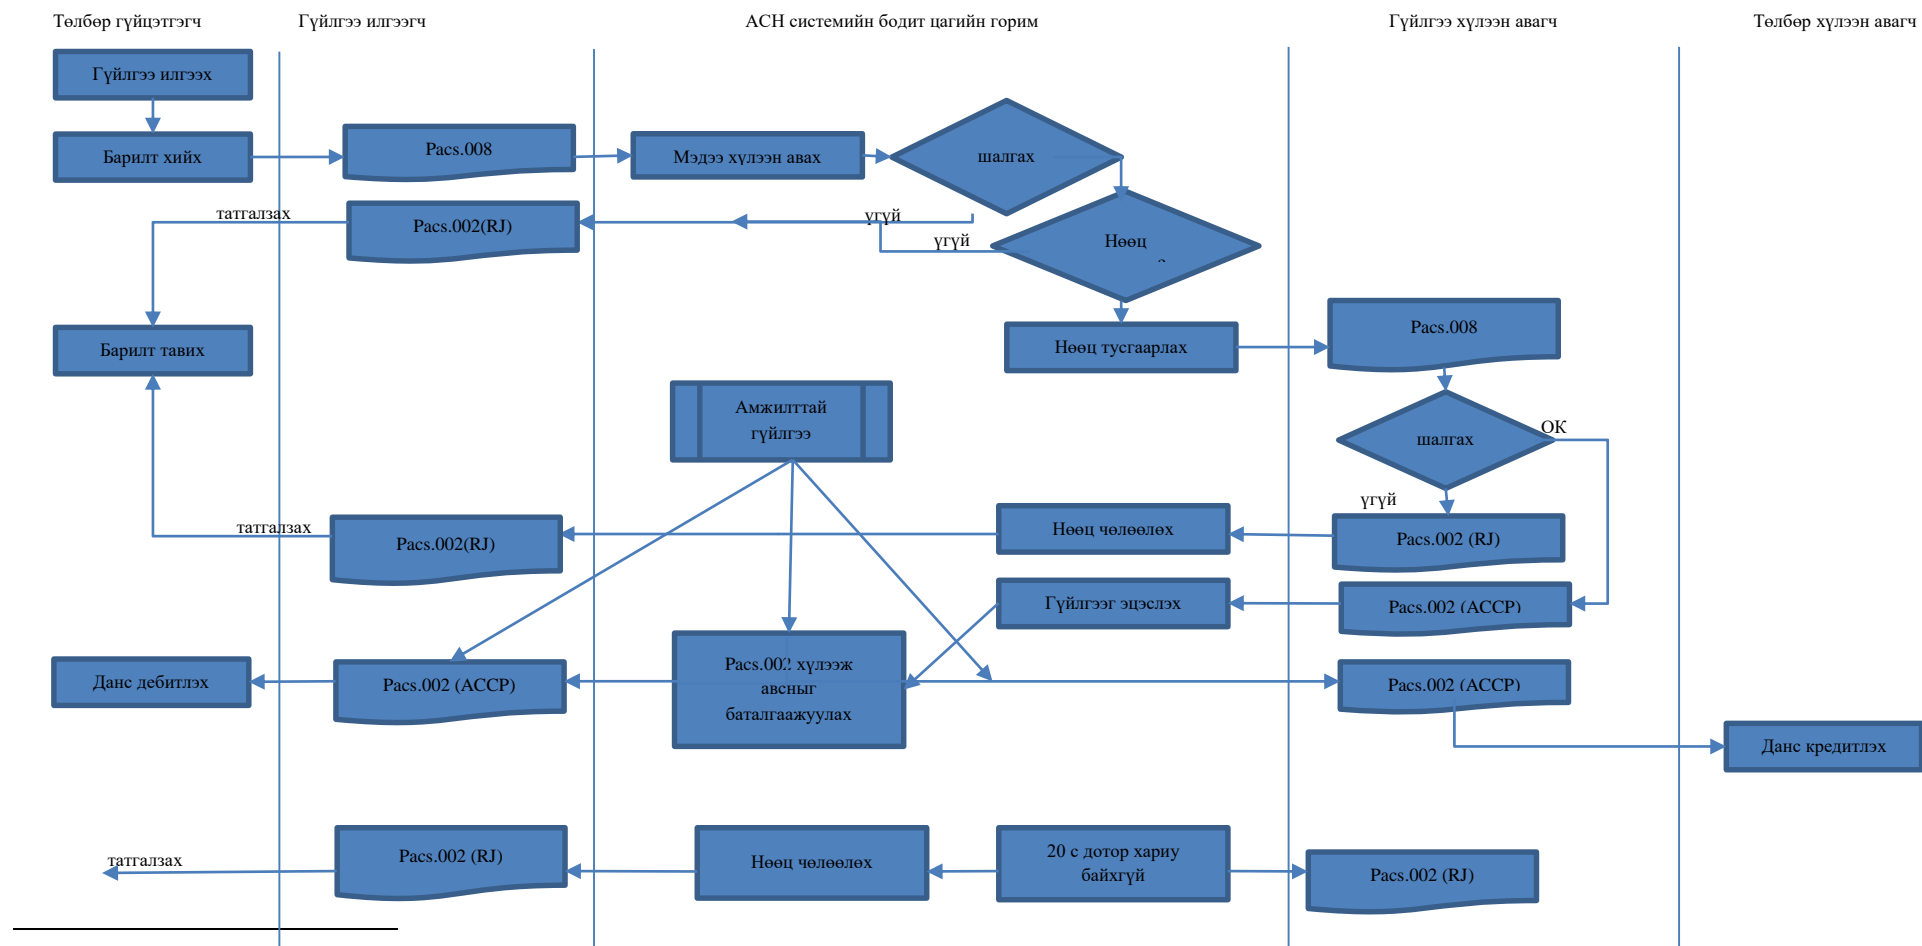 Төлбөр гүйцэтгэгч
Гүйлгээ илгээгч
АСН системийн бодит цагийн горим
Гүйлгээ хүлээн авагч
Төлбөр хүлээн авагч
Гүйлгээ илгээх
Барилт хийх
Pacs.008
Мэдээ хүлээн авах
шалгах
татгалзах
Pacs.002(RJ)
үгүй
үгүй
Нөөц
Барилт тавих
Нөөц тусгаарлах
Pacs.008
Амжилттай
гүйлгээ
шалгах
ОК
үгүй
татгалзах
Pacs.002(RJ)
Нөөц чөлөөлөх
Pacs.002 (RJ)
Гүйлгээг эцэслэх
Pacs.002 (ACCP)
Данс дебитлэх
Pacs.002 (ACCP)
Pacs.002 хүлээж
авсныг
баталгаажуулах
Pacs.002 (ACCP)
Данс кредитлэх
татгалзах
Pacs.002 (RJ)
Нөөц чөлөөлөх
20 с дотор хариу
байхгүй
Pacs.002 (RJ)